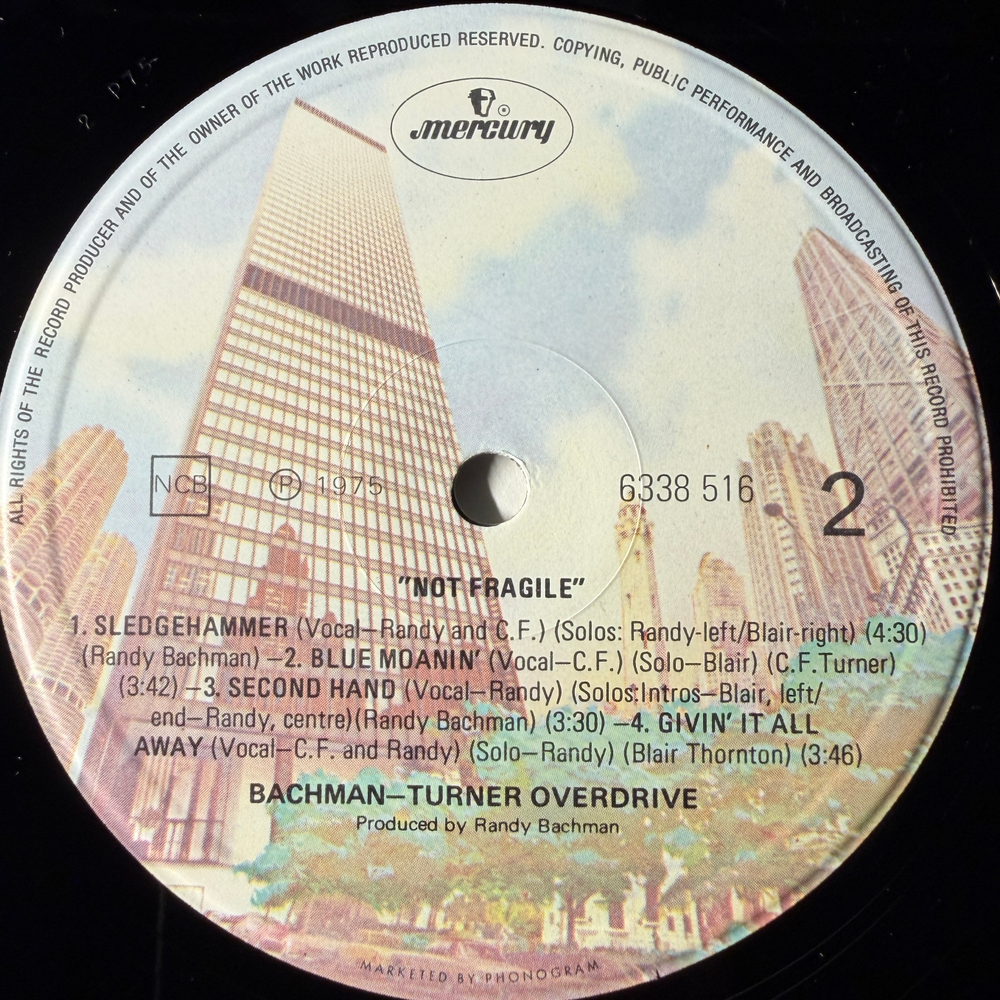 ALL RIGHTS OF THE RECORD PRODUCER AND OF THE OWNER OF THE WORK REPRODUCED RESERVED. COPYING, PUBLIC PERFORMANCE AND BROADCASTING OF THIS RECORD PROHIBITED
mercury
NCB ℗ 1975 6338 516 2
"NOT FRAGILE"
1. SLEDGEHAMMER (Vocal—Randy and C.F.) (Solos: Randy-left/Blair-right) (4:30)
(Randy Bachman) —2. BLUE MOANIN' (Vocal—C.F.) (Solo—Blair) (C.F.Turner)
(3:42) —3. SECOND HAND (Vocal—Randy) (Solos:Intros—Blair, left/
end—Randy, centre)(Randy Bachman) (3:30) —4. GIVIN' IT ALL
AWAY (Vocal—C.F. and Randy) (Solo—Randy) (Blair Thornton) (3:46)
BACHMAN—TURNER OVERDRIVE
Produced by Randy Bachman
MARKETED BY PHONOGRAM